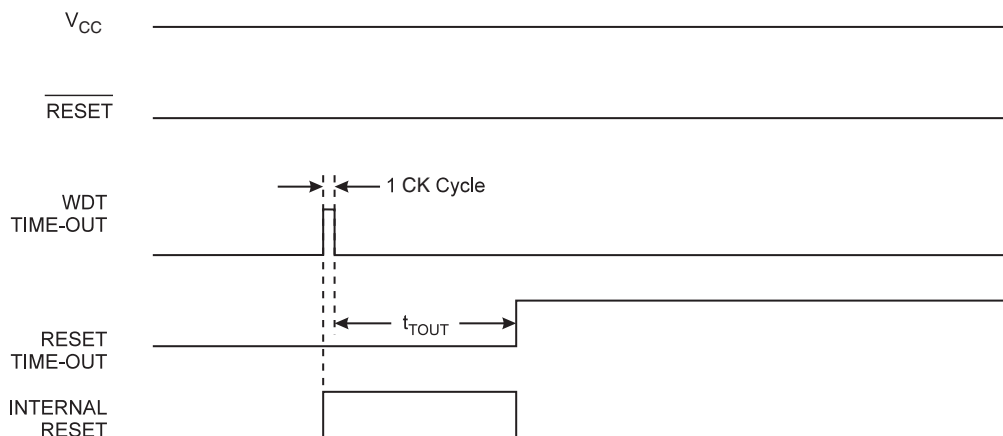 VCC
RESET
1 CK Cycle
WDT
TIME-OUT
tTOUT
RESET
TIME-OUT
INTERNAL
RESET